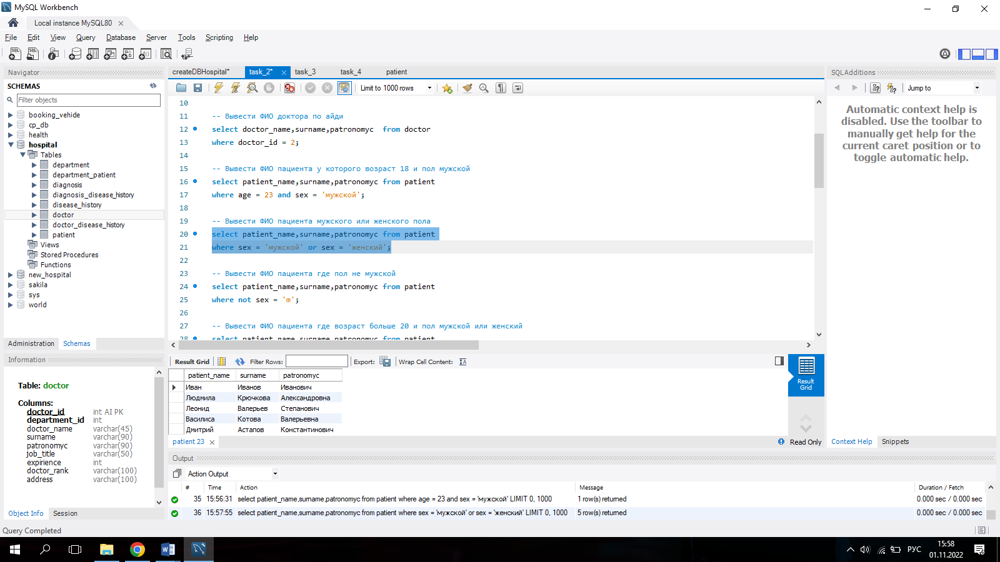 MySQL Workbench
Local instance MySQL80
File Edit View Query Database Server Tools Scripting Help
Navigator
SCHEMAS
Filter objects
booking_vehide
cp_db
health
hospital
Tables
department
department_patient
diagnosis
diagnosis_disease_history
disease_history
doctor
doctor_disease_history
patient
Views
Stored Procedures
Functions
new_hospital
sakila
sys
world
Administration Schemas
Information
Table: doctor
Columns:
doctor_id int AI PK
department_id int
doctor_name varchar(45)
surname varchar(90)
patronomyc varchar(90)
job_title varchar(50)
expirience int
doctor_rank varchar(100)
address varchar(100)
Object Info Session
Query Completed
createDBHospital* task_2* task_3 task_4 patient
Limit to 1000 rows
10
11 -- Вывести ФИО доктора по айди
12 select doctor_name,surname,patronomyc from doctor
13 where doctor_id = 2;
14
15 -- Вывести ФИО пациента у которого возраст 18 и пол мужской
16 select patient_name,surname,patronomyc from patient
17 where age = 23 and sex = 'мужской';
18
19 -- Вывести ФИО пациента мужского или женского пола
20 select patient_name,surname,patronomyc from patient
21 where sex = 'мужской' or sex = 'женский';
22
23 -- Вывести ФИО пациента где пол не мужской
24 select patient_name,surname,patronomyc from patient
25 where not sex = 'm';
26
27 -- Вывести ФИО пациента где возраст больше 20 и пол мужской или женский
28 select patient_name,surname,patronomyc from patient
Result Grid Filter Rows: Export: Wrap Cell Content:
patient_name surname patronomyc
Иван Иванов Иванович
Людмила Крючкова Александровна
Леонид Валерьев Степанович
Василиса Котова Валерьевна
Дмитрий Астапов Константинович
Result
Grid
patient 23
Read Only
Output
Action Output
# Time Action Message Duration / Fetch
35 15:56:31 select patient_name,surname,patronomyc from patient where age = 23 and sex = 'мужской' LIMIT 0, 1000 1 row(s) returned 0.000 sec / 0.000 sec
36 15:57:55 select patient_name,surname,patronomyc from patient where sex = 'мужской' or sex = 'женский' LIMIT 0, 1000 5 row(s) returned 0.000 sec / 0.000 sec
SQLAdditions
Jump to
Automatic context help is
disabled. Use the toolbar to
manually get help for the
current caret position or to
toggle automatic help.
Context Help Snippets
РУС
15:58
01.11.2022